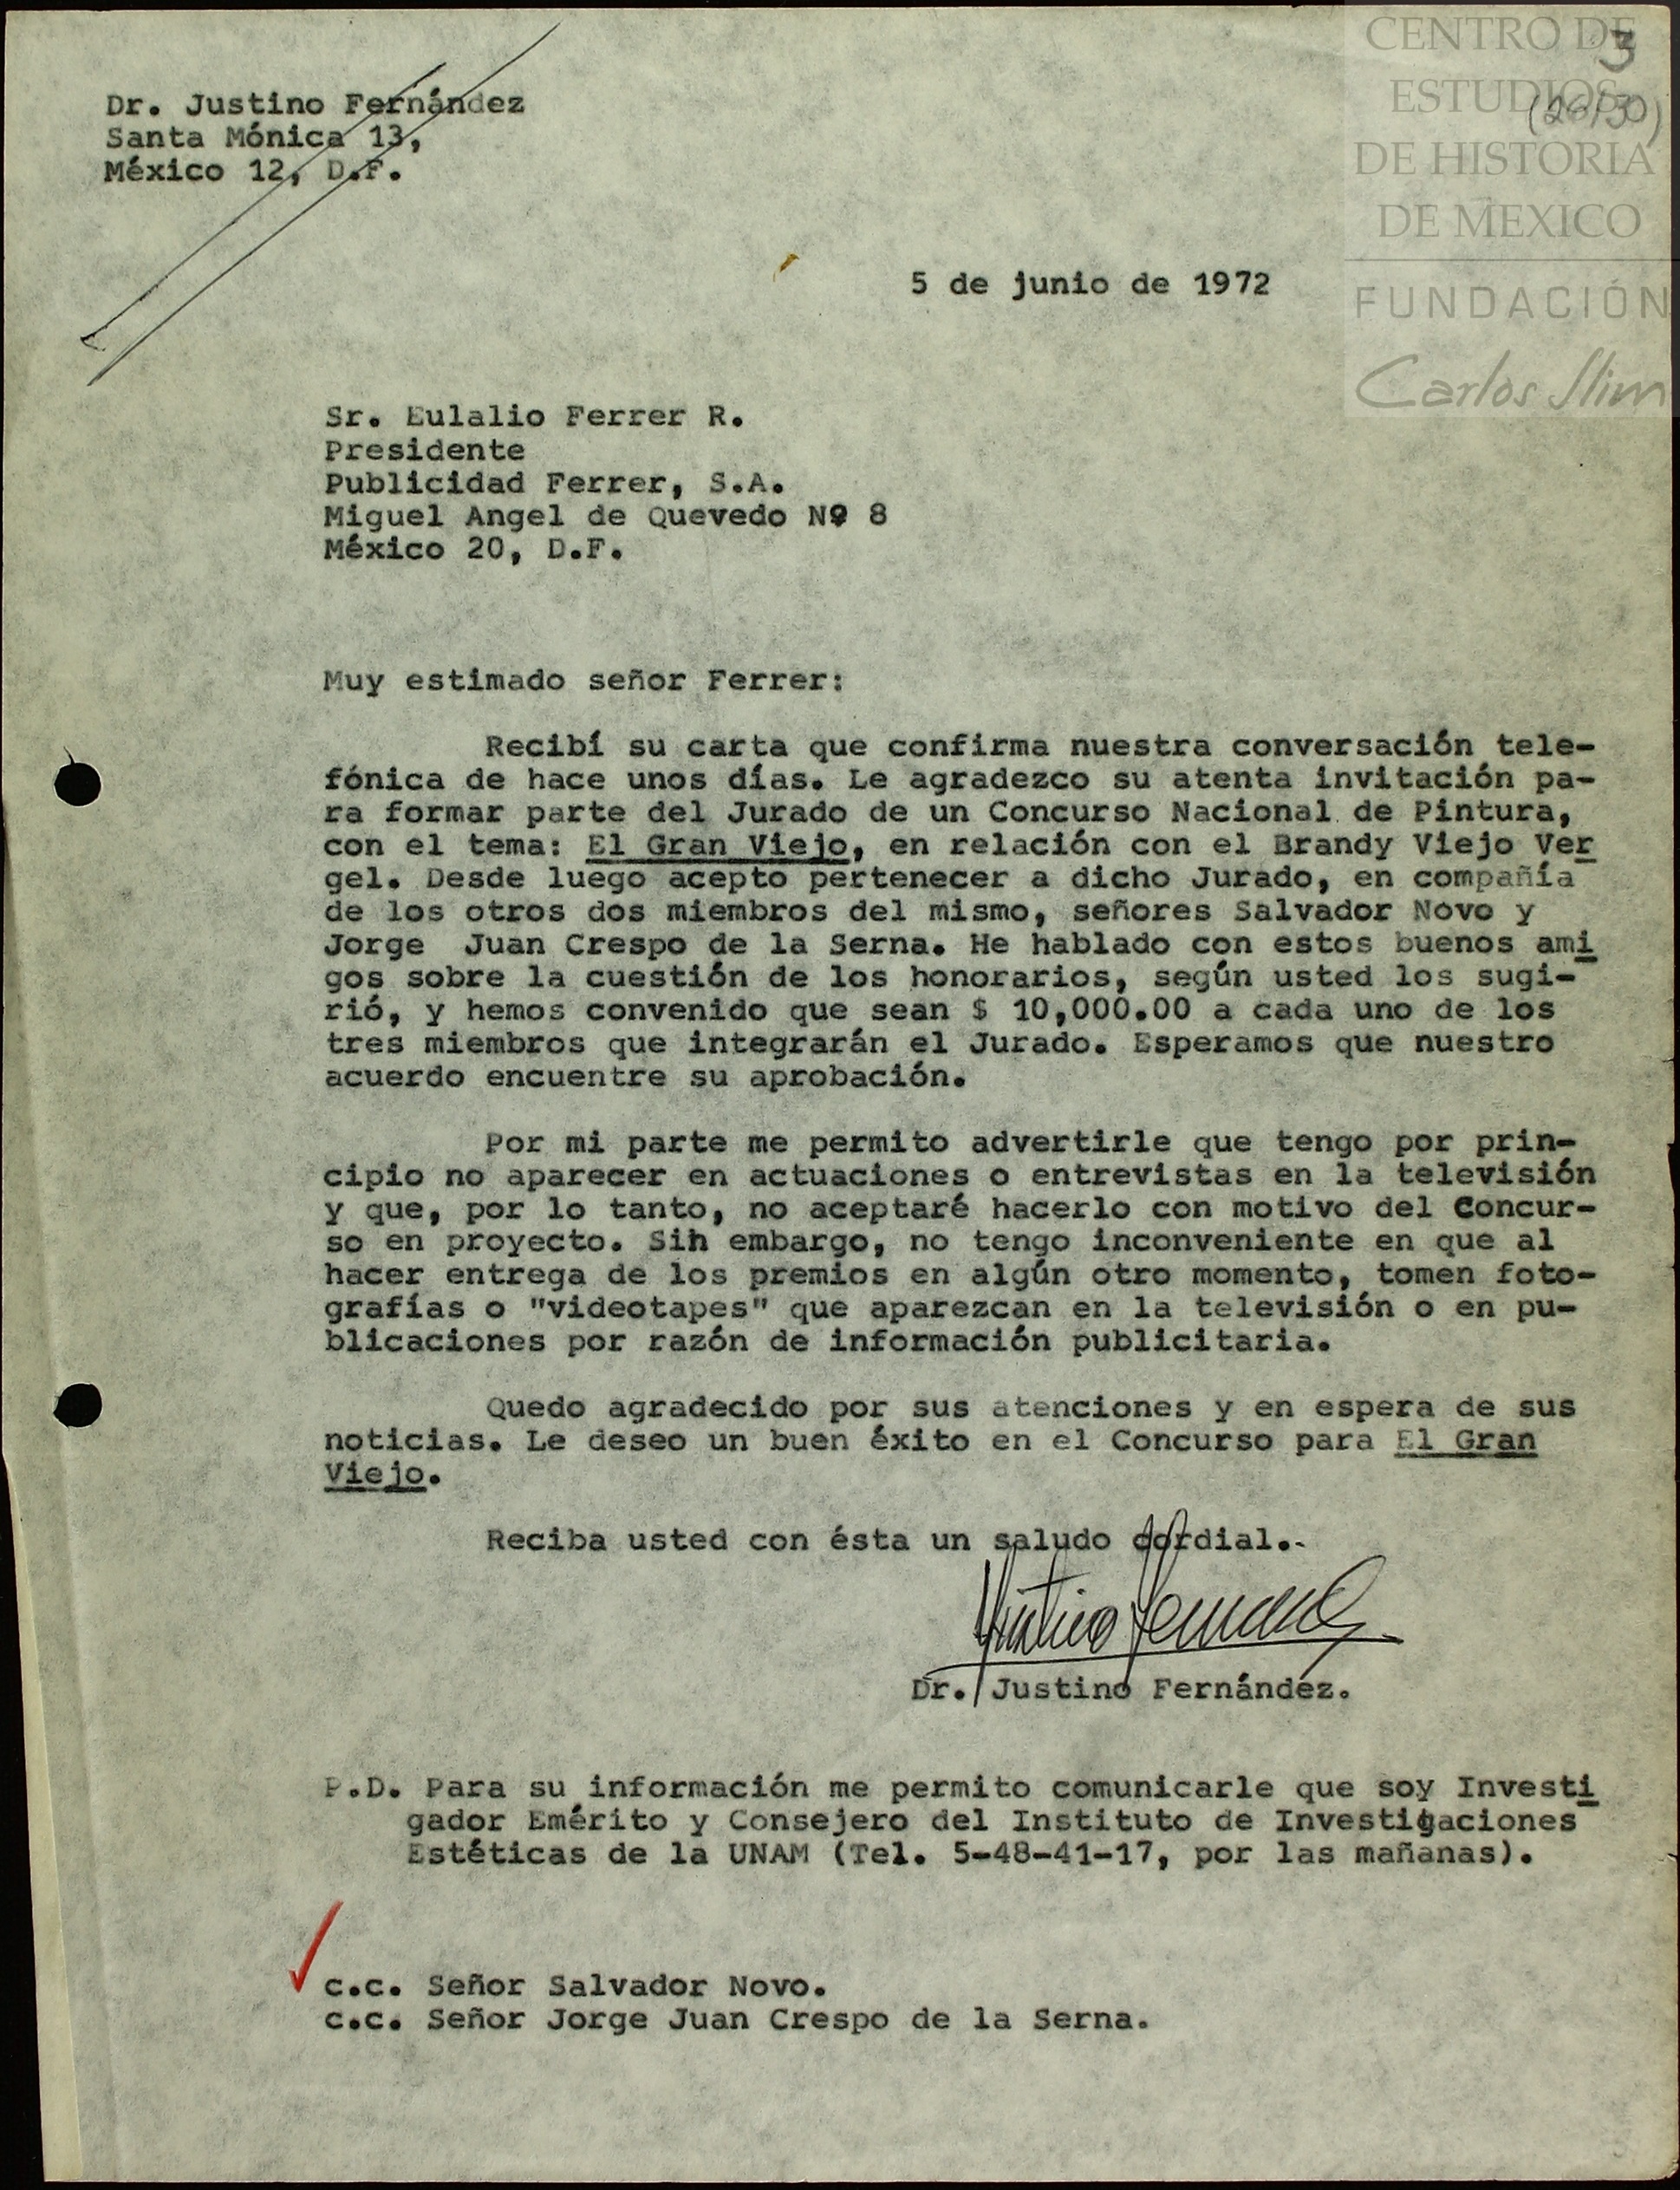 CENTRO DE
ESTUDIOS
DE HISTORIA
DE MEXICO
FUNDACIÓN
Carlos Slim
3
(26/30)
Dr. Justino Fernández
Santa Mónica 13,
México 12, D.F.
5 de junio de 1972
Sr. Eulalio Ferrer R.
Presidente
Publicidad Ferrer, S.A.
Miguel Angel de Quevedo Nº 8
México 20, D.F.
Muy estimado señor Ferrer:
Recibí su carta que confirma nuestra conversación tele-
fónica de hace unos días. Le agradezco su atenta invitación pa-
ra formar parte del Jurado de un Concurso Nacional de Pintura,
con el tema: El Gran Viejo, en relación con el Brandy Viejo Ver
gel. Desde luego acepto pertenecer a dicho Jurado, en compañía
de los otros dos miembros del mismo, señores Salvador Novo y
Jorge  Juan Crespo de la Serna. He hablado con estos buenos ami
gos sobre la cuestión de los honorarios, según usted los sugi-
rió, y hemos convenido que sean $ 10,000.00 a cada uno de los
tres miembros que integrarán el Jurado. Esperamos que nuestro
acuerdo encuentre su aprobación.
Por mi parte me permito advertirle que tengo por prin-
cipio no aparecer en actuaciones o entrevistas en la televisión
y que, por lo tanto, no aceptaré hacerlo con motivo del Concur-
so en proyecto. Sin embargo, no tengo inconveniente en que al
hacer entrega de los premios en algún otro momento, tomen foto-
grafías o "videotapes" que aparezcan en la televisión o en pu-
blicaciones por razón de información publicitaria.
Quedo agradecido por sus atenciones y en espera de sus
noticias. Le deseo un buen éxito en el Concurso para El Gran
Viejo.
Reciba usted con ésta un saludo cordial.-
Justino Fernández
Dr. Justino Fernández.
P.D. Para su información me permito comunicarle que soy Investi
gador Emérito y Consejero del Instituto de Investigaciones
Estéticas de la UNAM (Tel. 5-48-41-17, por las mañanas).
c.c. Señor Salvador Novo.
c.c. Señor Jorge Juan Crespo de la Serna.